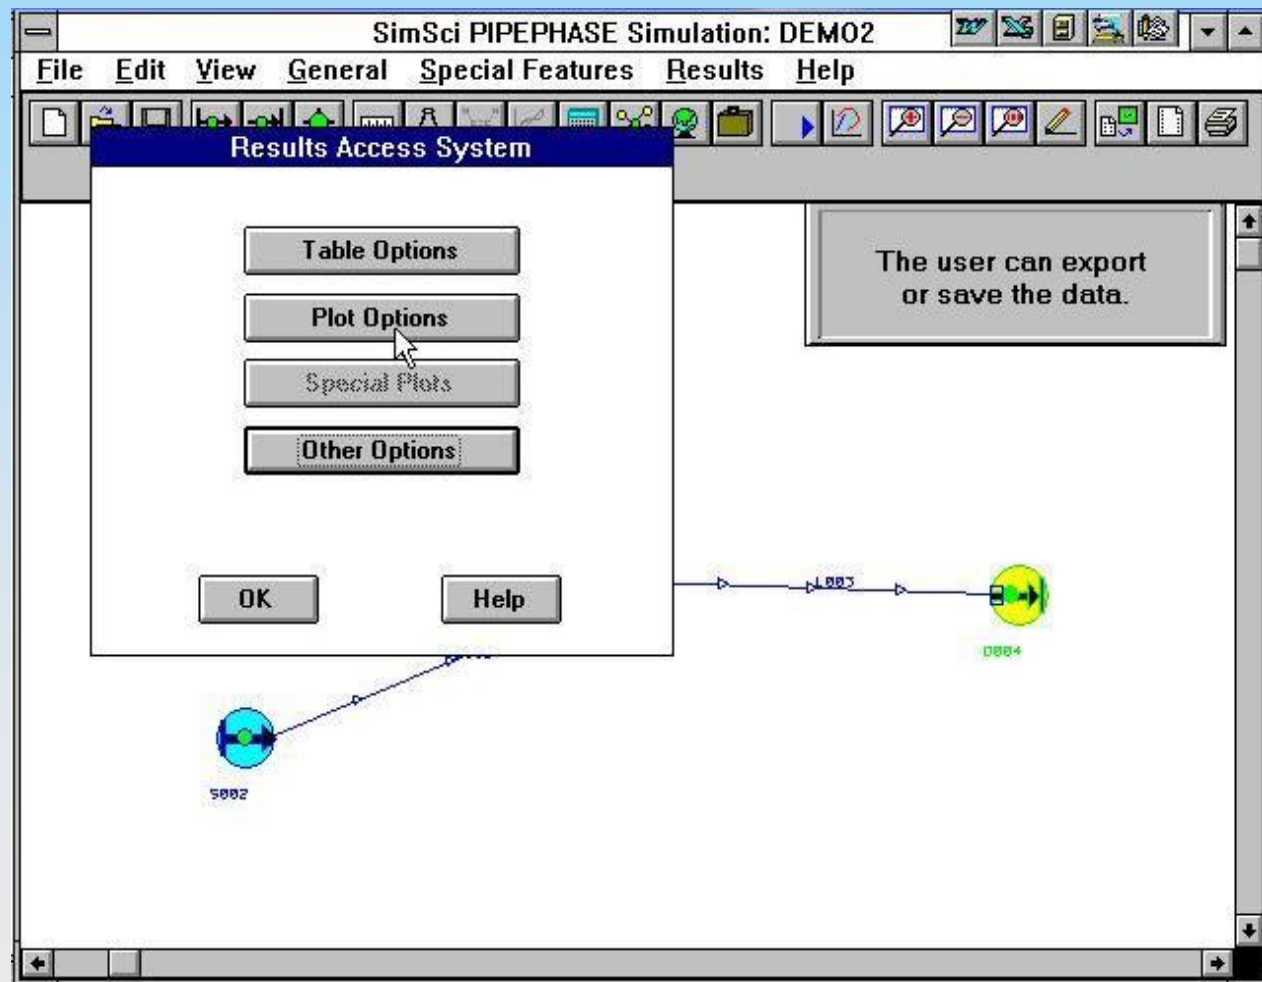 SimSci PIPEPHASE Simulation: DEMO2
File Edit View General Special Features Results Help
Results Access System
Table Options
Plot Options
Special Plots
Other Options
OK Help
The user can export
or save the data.
L003
D004
S002